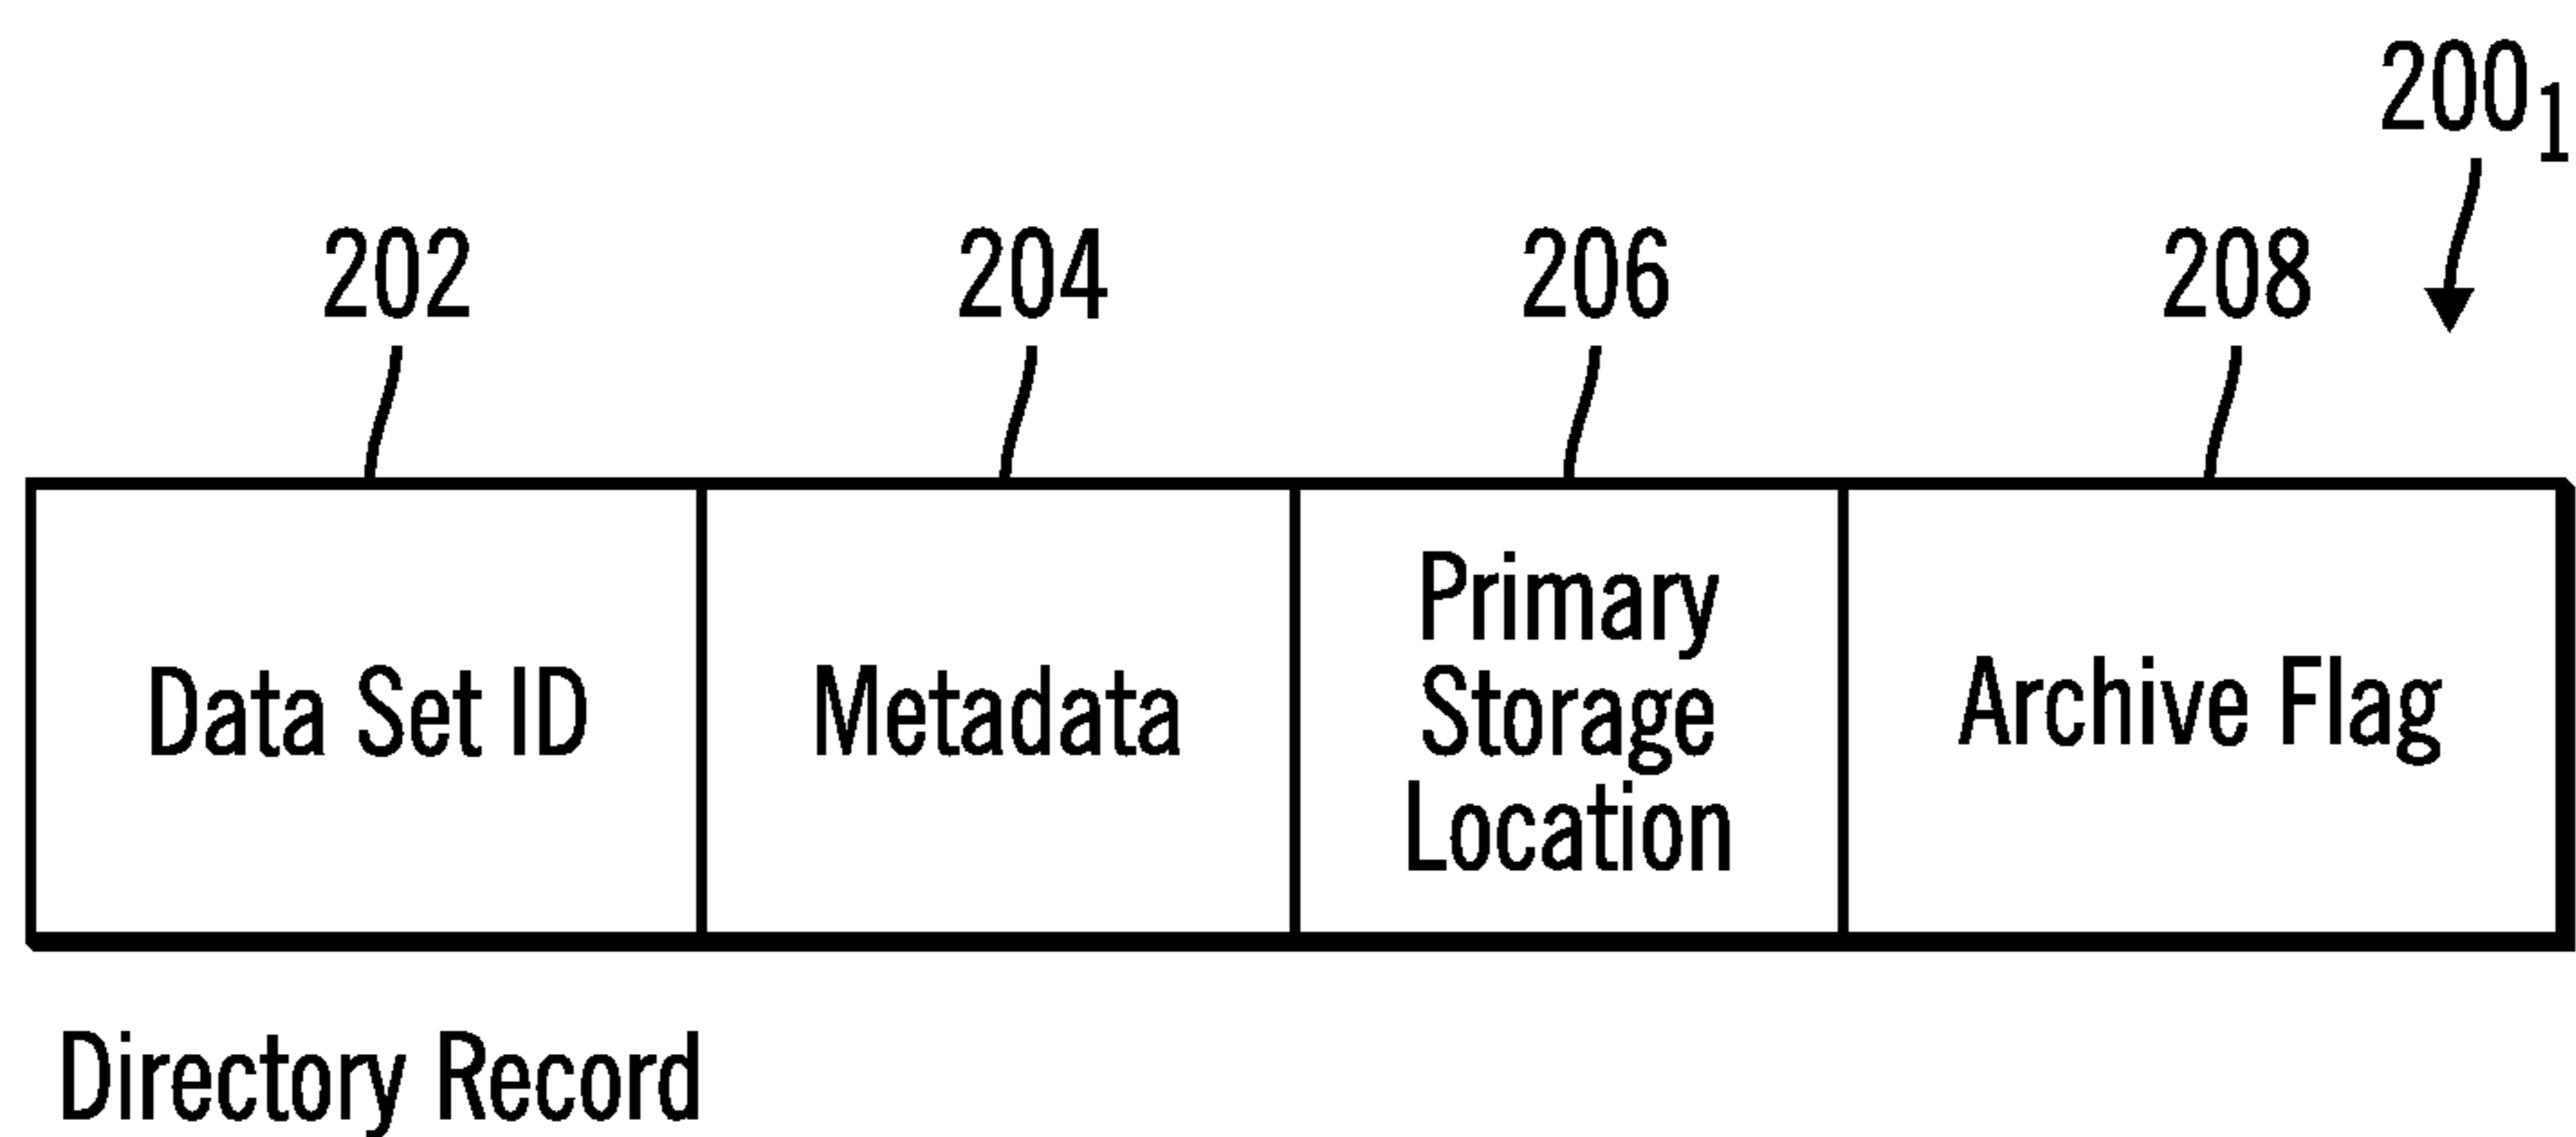 200₁
202 204 206 208
Data Set ID
Metadata
Primary
Storage
Location
Archive Flag
Directory Record